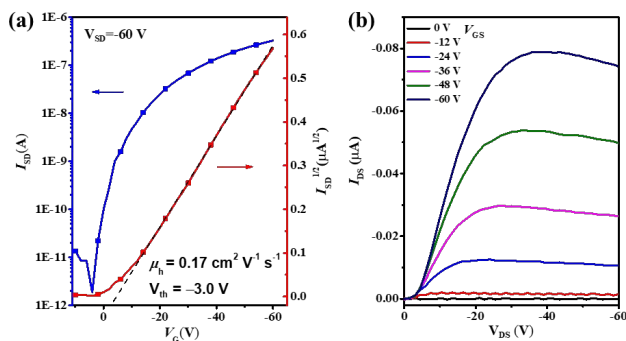 (a)
V_SD=-60 V
1E-6
1E-7
1E-8
1E-9
1E-10
1E-11
1E-12
I_SD(A)
0.6
0.5
0.4
0.3
0.2
0.1
0.0
I_SD^1/2(μA^1/2)
μ_h = 0.17 cm² V⁻¹ s⁻¹
V_th = −3.0 V
0 -20 -40 -60
V_G(V)
(b)
0 V V_GS
-12 V
-24 V
-36 V
-48 V
-60 V
-0.08
-0.06
-0.04
-0.02
0.00
I_DS(μA)
0 -20 -40 -60
V_DS(V)